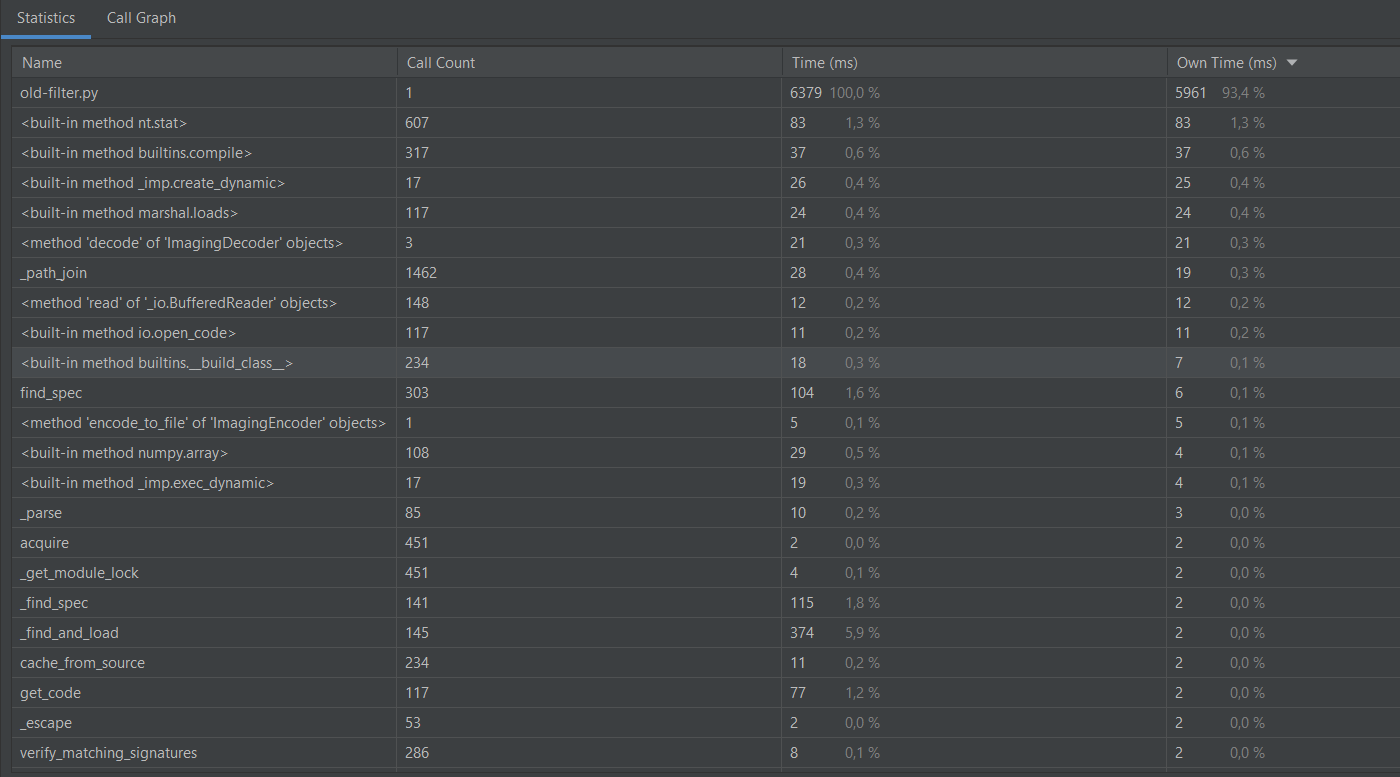 Statistics Call Graph
Name Call Count Time (ms) Own Time (ms)
old-filter.py 1 6379 100,0 % 5961 93,4 %
<built-in method nt.stat> 607 83 1,3 % 83 1,3 %
<built-in method builtins.compile> 317 37 0,6 % 37 0,6 %
<built-in method _imp.create_dynamic> 17 26 0,4 % 25 0,4 %
<built-in method marshal.loads> 117 24 0,4 % 24 0,4 %
<method 'decode' of 'ImagingDecoder' objects> 3 21 0,3 % 21 0,3 %
_path_join 1462 28 0,4 % 19 0,3 %
<method 'read' of '_io.BufferedReader' objects> 148 12 0,2 % 12 0,2 %
<built-in method io.open_code> 117 11 0,2 % 11 0,2 %
<built-in method builtins.__build_class__> 234 18 0,3 % 7 0,1 %
find_spec 303 104 1,6 % 6 0,1 %
<method 'encode_to_file' of 'ImagingEncoder' objects> 1 5 0,1 % 5 0,1 %
<built-in method numpy.array> 108 29 0,5 % 4 0,1 %
<built-in method _imp.exec_dynamic> 17 19 0,3 % 4 0,1 %
_parse 85 10 0,2 % 3 0,0 %
acquire 451 2 0,0 % 2 0,0 %
_get_module_lock 451 4 0,1 % 2 0,0 %
_find_spec 141 115 1,8 % 2 0,0 %
_find_and_load 145 374 5,9 % 2 0,0 %
cache_from_source 234 11 0,2 % 2 0,0 %
get_code 117 77 1,2 % 2 0,0 %
_escape 53 2 0,0 % 2 0,0 %
verify_matching_signatures 286 8 0,1 % 2 0,0 %